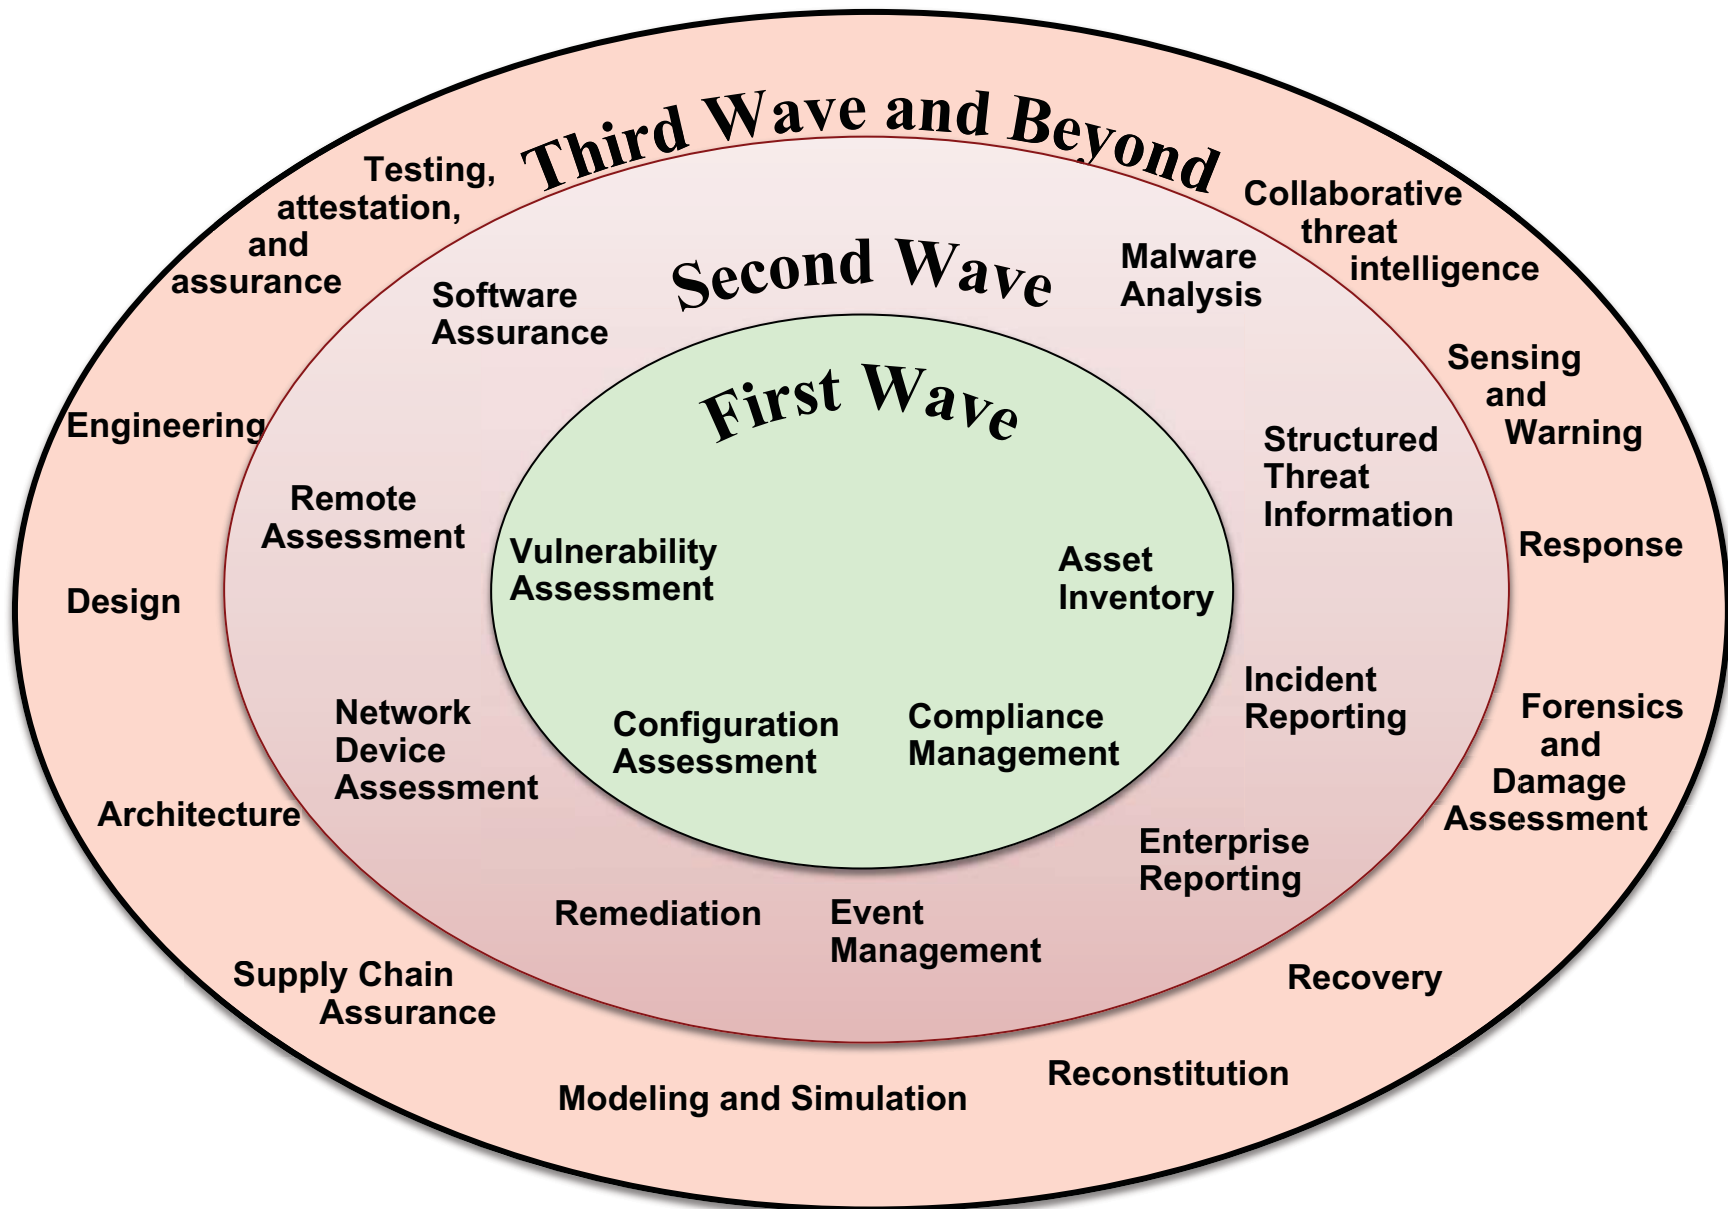 Third Wave and Beyond
Testing,
attestation,
and
assurance
Collaborative
threat
intelligence
Second Wave
Malware
Analysis
Software
Assurance
Sensing
and
Warning
First Wave
Engineering
Structured
Threat
Information
Remote
Assessment
Response
Vulnerability
Assessment
Asset
Inventory
Design
Incident
Reporting
Network
Device
Assessment
Configuration
Assessment
Compliance
Management
Forensics
and
Damage
Assessment
Architecture
Enterprise
Reporting
Remediation
Event
Management
Supply Chain
Assurance
Recovery
Reconstitution
Modeling and Simulation